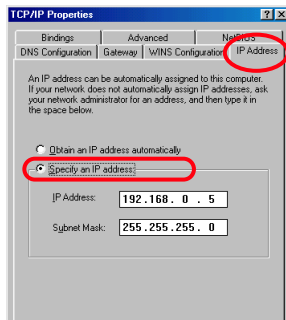 TCP/IP Properties
Bindings Advanced NetBIOS
DNS Configuration Gateway WINS Configuration IP Address
An IP address can be automatically assigned to this computer.
If your network does not automatically assign IP addresses, ask
your network administrator for an address, and then type it in
the space below.
Obtain an IP address automatically
Specify an IP address:
IP Address: 192.168. 0 . 5
Subnet Mask: 255.255.255. 0